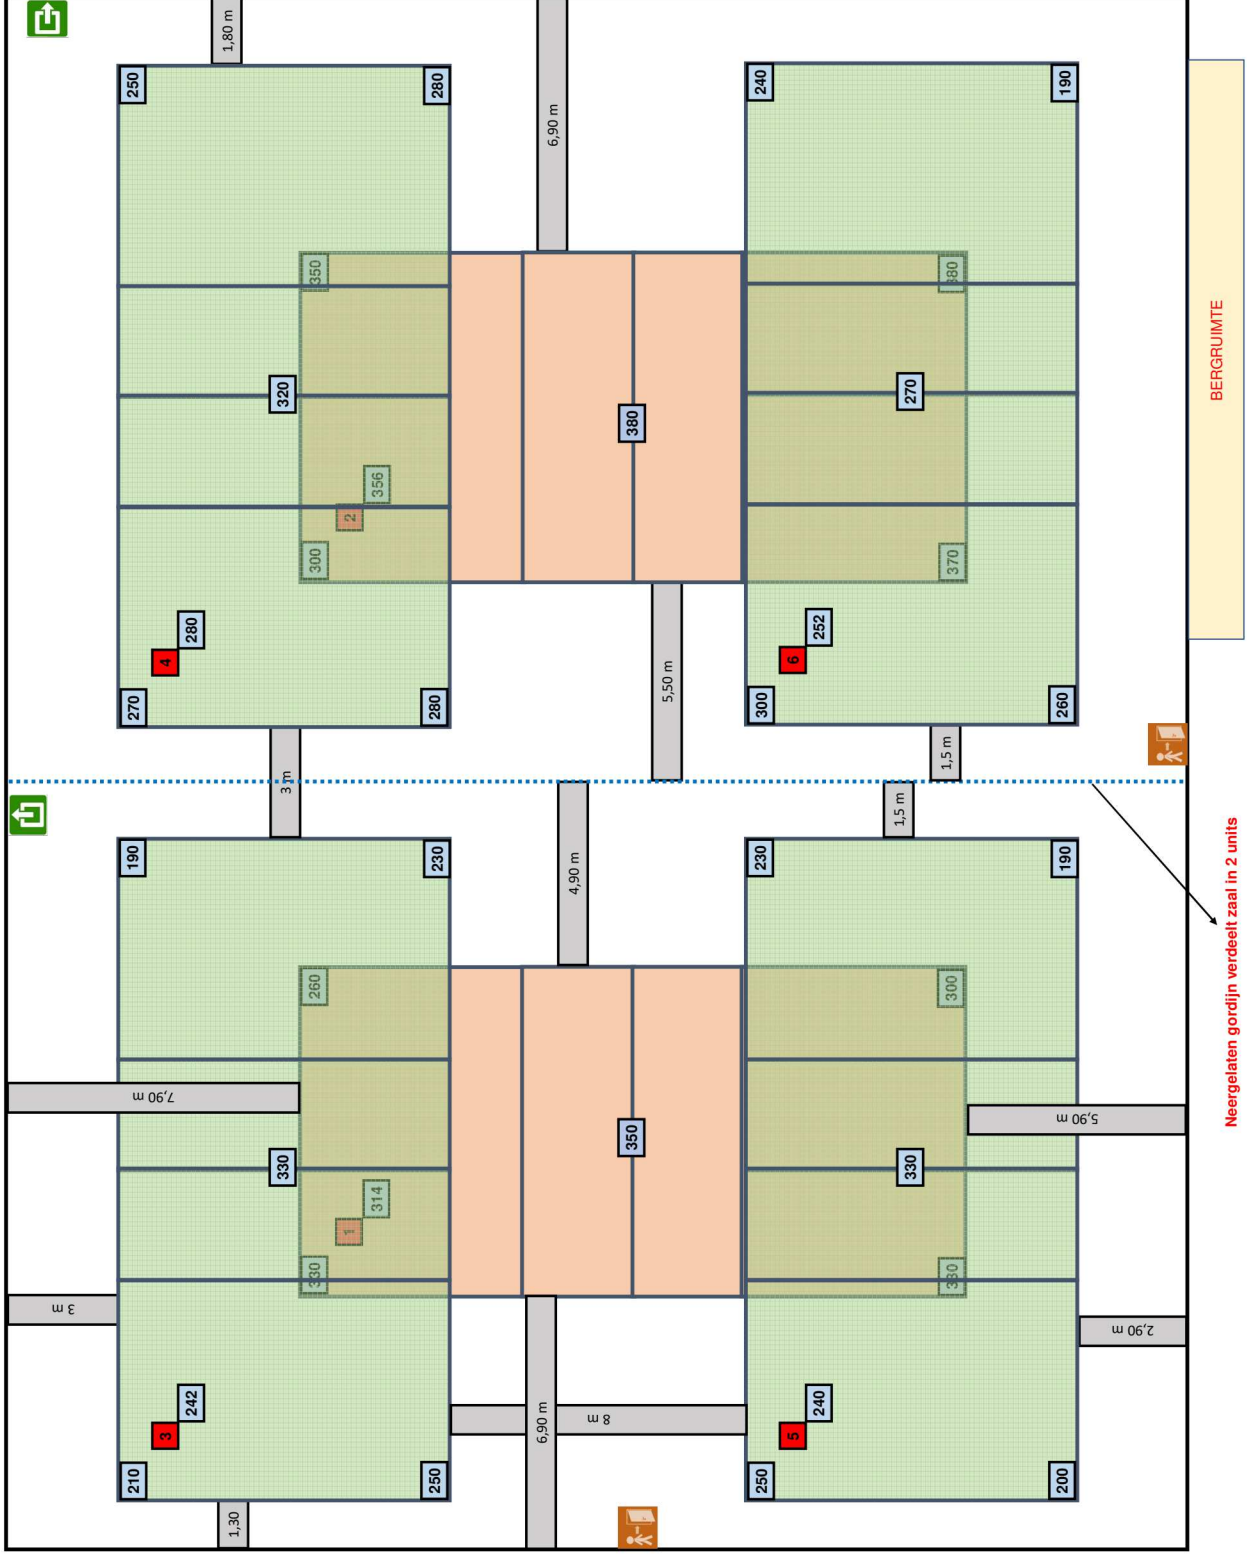 1,80 m
6,90 m
250
280
240
190
350
380
320
380
270
356
2
300
370
280
4
252
6
270
280
300
260
5,50 m
1,5 m
3 m
BERGRUIMTE
4,90 m
1,5 m
190
230
230
190
260
300
7,90 m
5,90 m
330
350
330
314
1
330
330
3 m
2,90 m
242
3
240
5
8 m
6,90 m
210
250
250
200
1,30
Neergelaten gordijn verdeelt zaal in 2 units